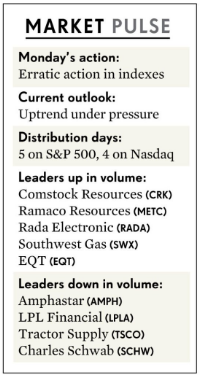 MARKET PULSE
Monday's action:
Erratic action in indexes
Current outlook:
Uptrend under pressure
Distribution days:
5 on S&P 500, 4 on Nasdaq
Leaders up in volume:
Comstock Resources (CRK)
Ramaco Resources (METC)
Rada Electronic (RADA)
Southwest Gas (SWX)
EQT (EQT)
Leaders down in volume:
Amphastar (AMPH)
LPL Financial (LPLA)
Tractor Supply (TSCO)
Charles Schwab (SCHW)